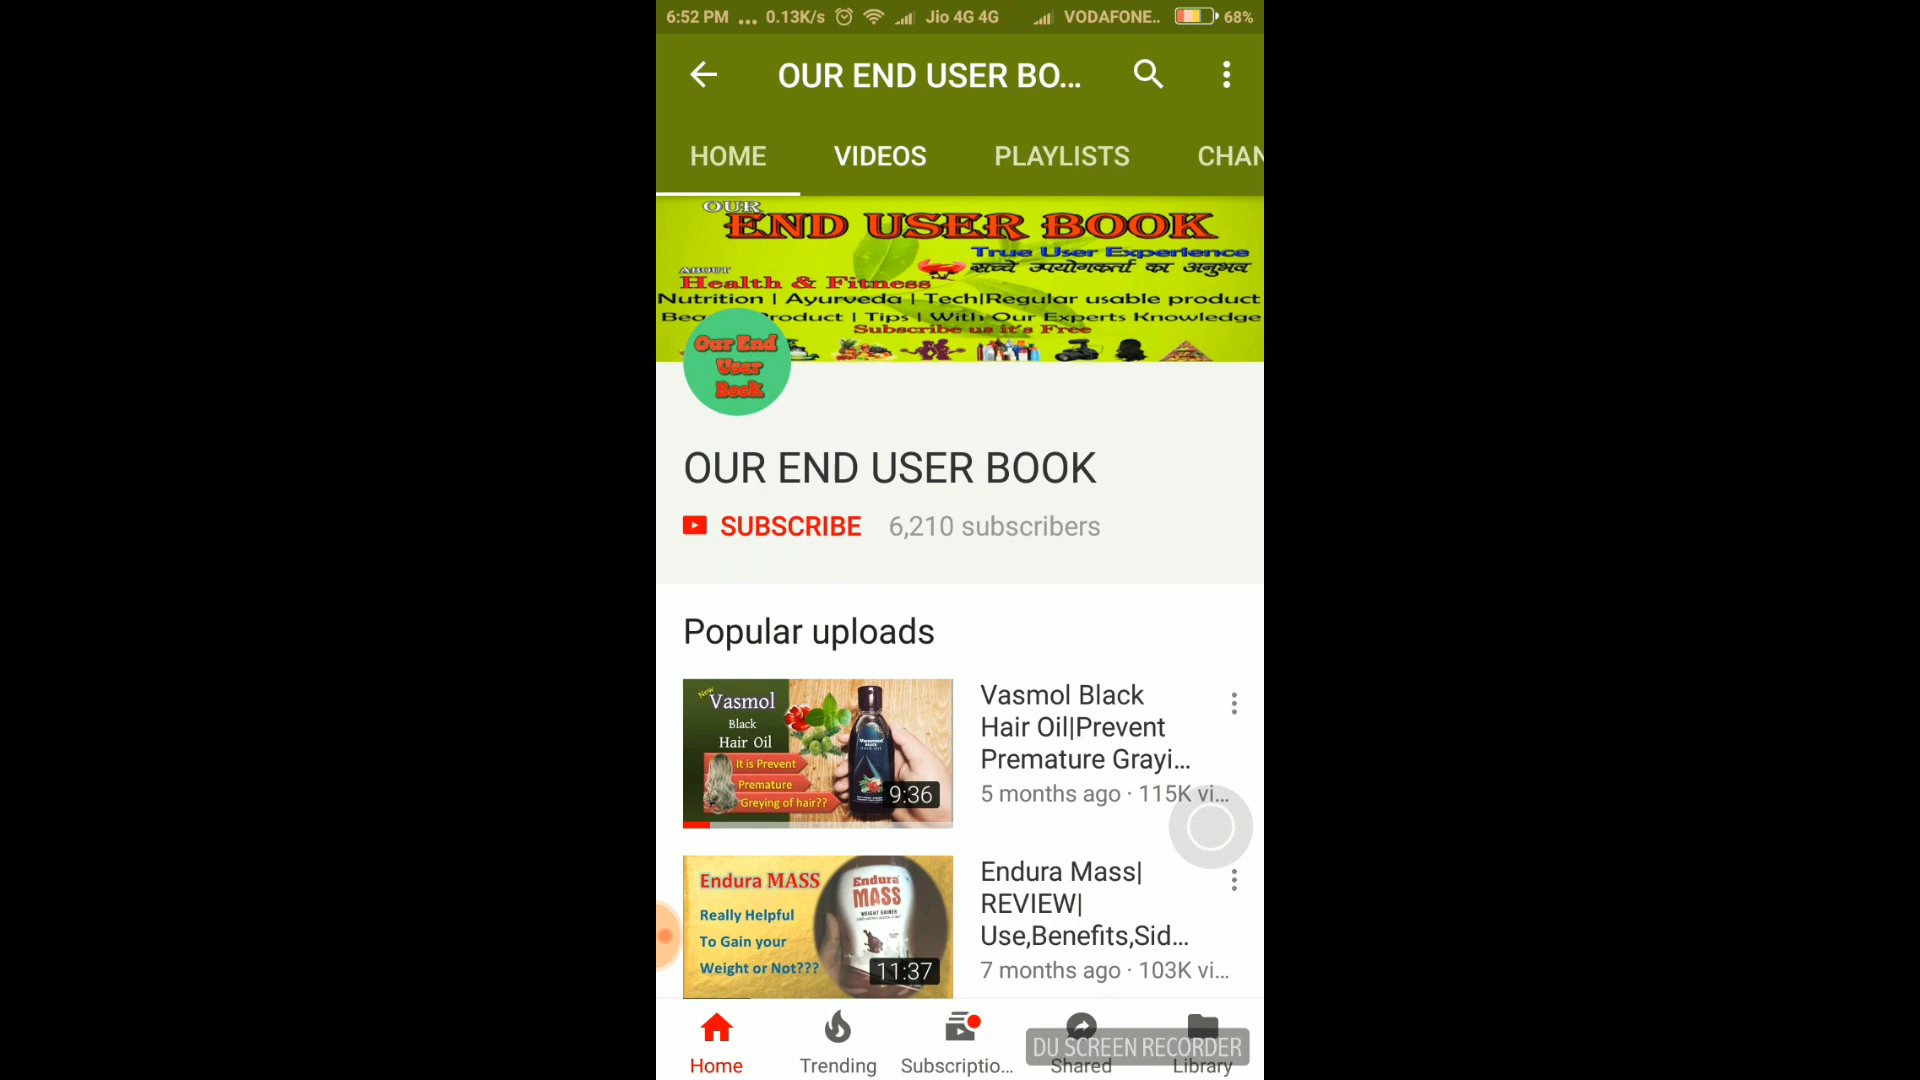 6:52 PM ... 0.13K/s Jio 4G 4G VODAFONE.. 68%
OUR END USER BO...
HOME VIDEOS PLAYLISTS CHAN
OUR
END USER BOOK
True User Experience
सच्चे उपयोगकर्ता का अनुभव
ABOUT
Health & Fitness
Nutrition | Ayurveda | Tech|Regular usable product
Bea roduct | Tips | With Our Experts Knowledge
Subscribe us it's Free
Our End
User
Book
OUR END USER BOOK
SUBSCRIBE 6,210 subscribers
Popular uploads
New
Vasmol
Black
Hair Oil
It is Prevent
Premature
Greying of hair??
9:36
Vasmol Black
Hair Oil|Prevent
Premature Grayi...
5 months ago · 115K vi...
Endura MASS
Really Helpful
To Gain your
Weight or Not???
Endura
MASS
WEIGHT GAINER
11:37
Endura Mass|
REVIEW|
Use,Benefits,Sid...
7 months ago · 103K vi...
DU SCREEN RECORDER
Home Trending Subscriptio... Shared Library